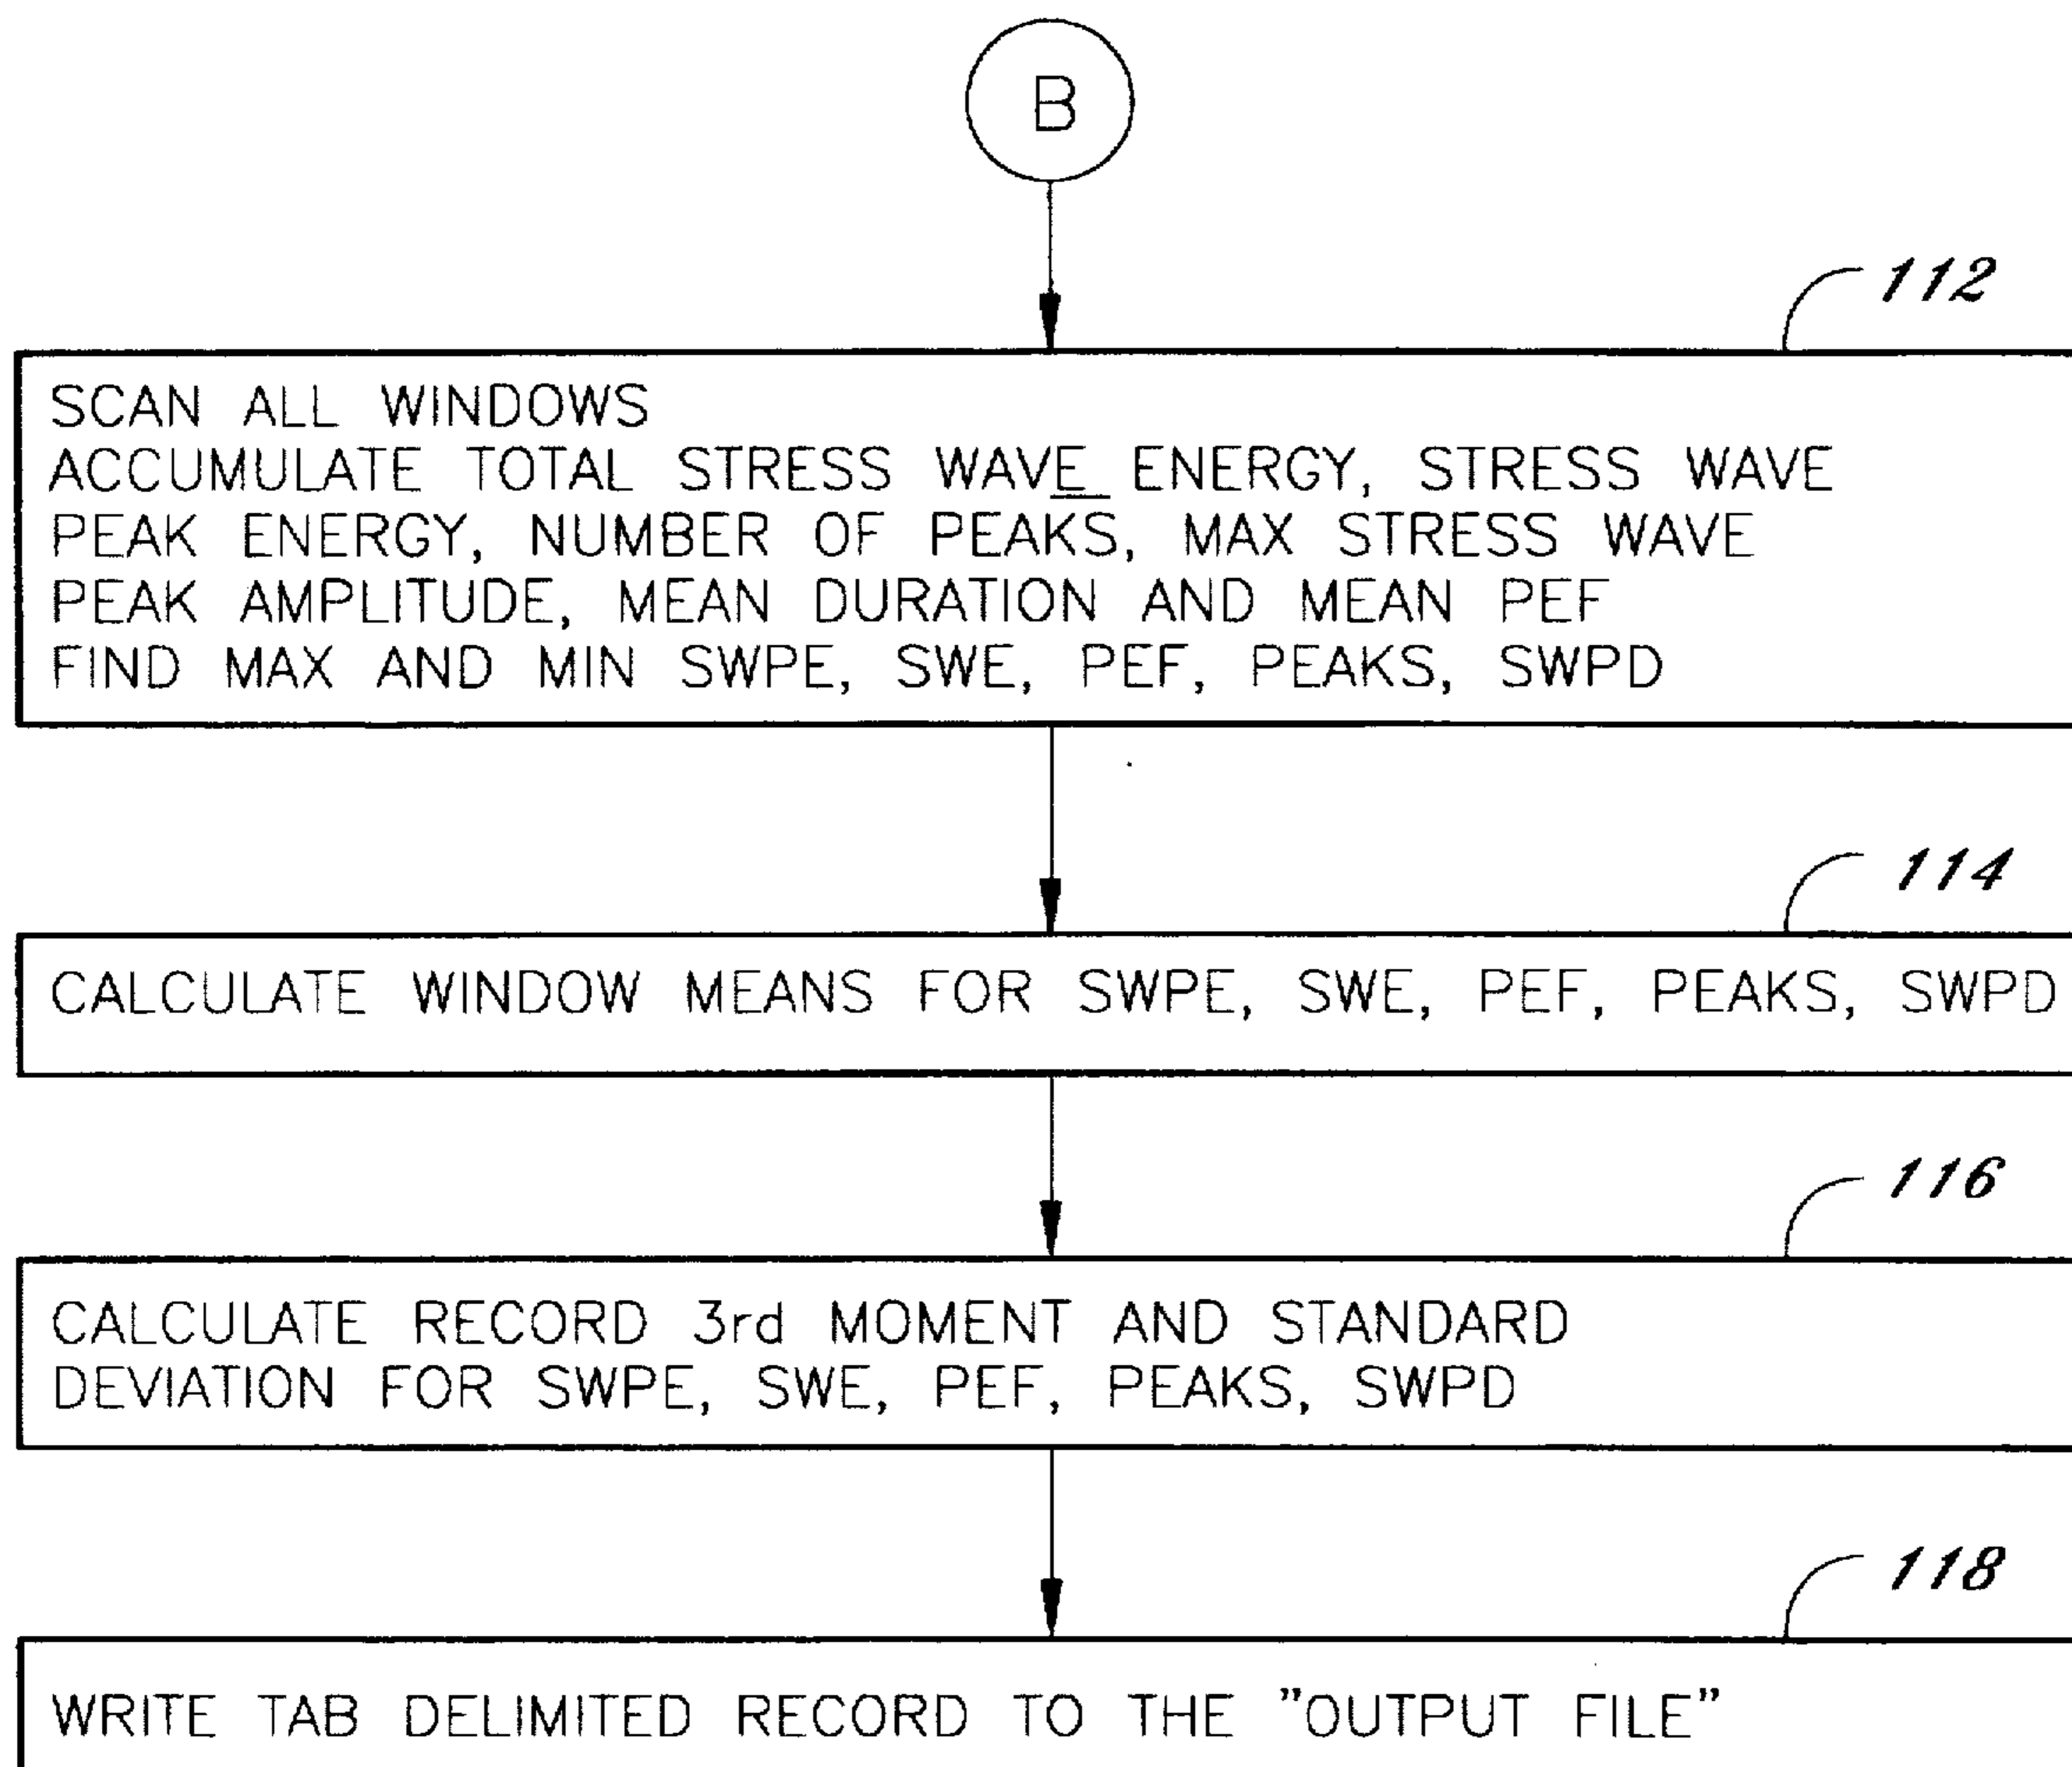 B
112
SCAN ALL WINDOWS
ACCUMULATE TOTAL STRESS WAVE ENERGY, STRESS WAVE
PEAK ENERGY, NUMBER OF PEAKS, MAX STRESS WAVE
PEAK AMPLITUDE, MEAN DURATION AND MEAN PEF
FIND MAX AND MIN SWPE, SWE, PEF, PEAKS, SWPD
114
CALCULATE WINDOW MEANS FOR SWPE, SWE, PEF, PEAKS, SWPD
116
CALCULATE RECORD 3rd MOMENT AND STANDARD
DEVIATION FOR SWPE, SWE, PEF, PEAKS, SWPD
118
WRITE TAB DELIMITED RECORD TO THE ”OUTPUT FILE”